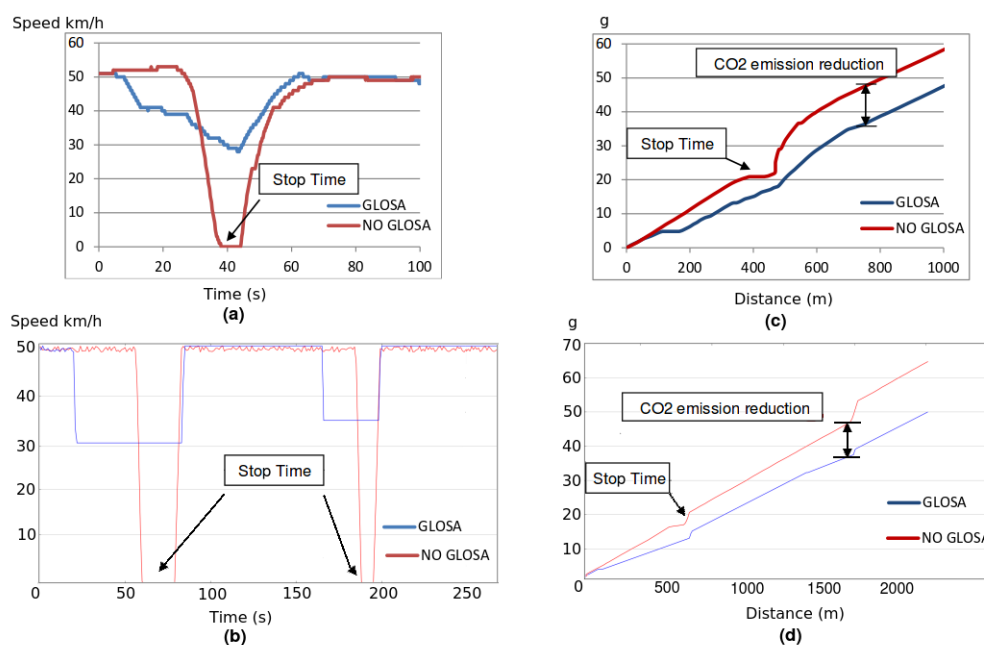 Speed km/h
60
50
40
30
20
10
0
Stop Time
GLOSA
NO GLOSA
0 20 40 60 80 100
Time (s)
(a)
g
60
50
40
30
20
10
0
CO2 emission reduction
Stop Time
GLOSA
NO GLOSA
0 200 400 600 800 1000
Distance (m)
(c)
Speed km/h
50
40
30
20
10
Stop Time
GLOSA
NO GLOSA
0 50 100 150 200 250
Time (s)
(b)
g
70
60
50
40
30
20
10
CO2 emission reduction
Stop Time
GLOSA
NO GLOSA
0 500 1000 1500 2000
Distance (m)
(d)